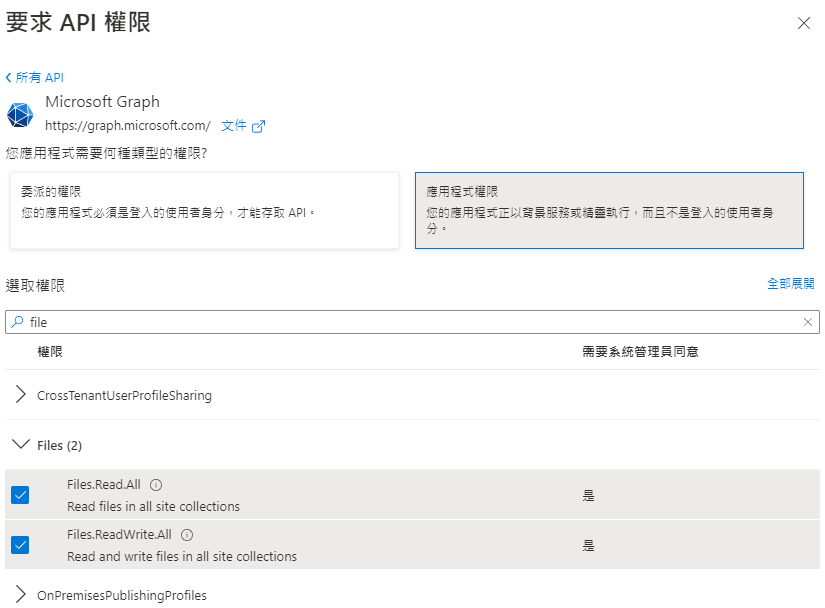 要求 API 權限
所有 API
Microsoft Graph
https://graph.microsoft.com/ 文件
您應用程式需要何種類型的權限?
委派的權限
您的應用程式必須是登入的使用者身分,才能存取 API。
應用程式權限
您的應用程式正以背景服務或精靈執行,而且不是登入的使用者身
分。
選取權限 全部展開
file
權限 需要系統管理員同意
CrossTenantUserProfileSharing
Files (2)
Files.Read.All
Read files in all site collections
是
Files.ReadWrite.All
Read and write files in all site collections
是
OnPremisesPublishingProfiles